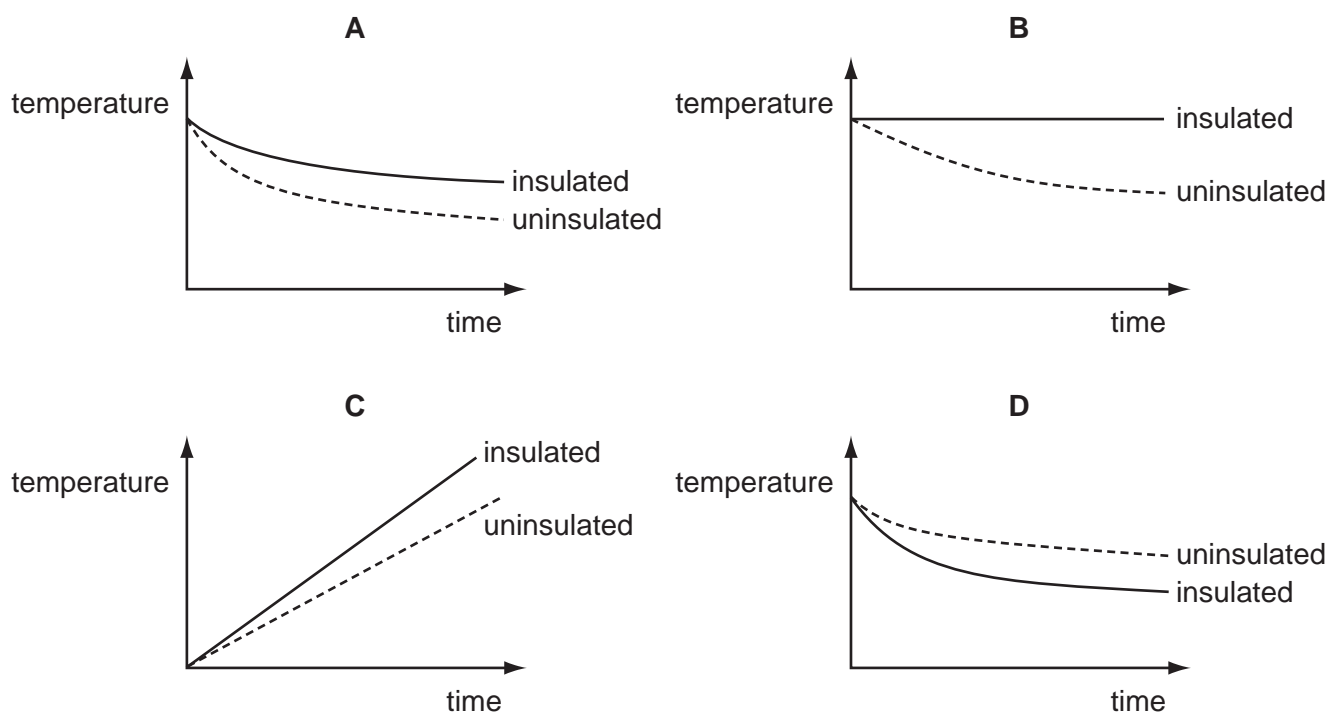 A
temperature
insulated
uninsulated
time
B
temperature
insulated
uninsulated
time
C
temperature
insulated
uninsulated
time
D
temperature
uninsulated
insulated
time